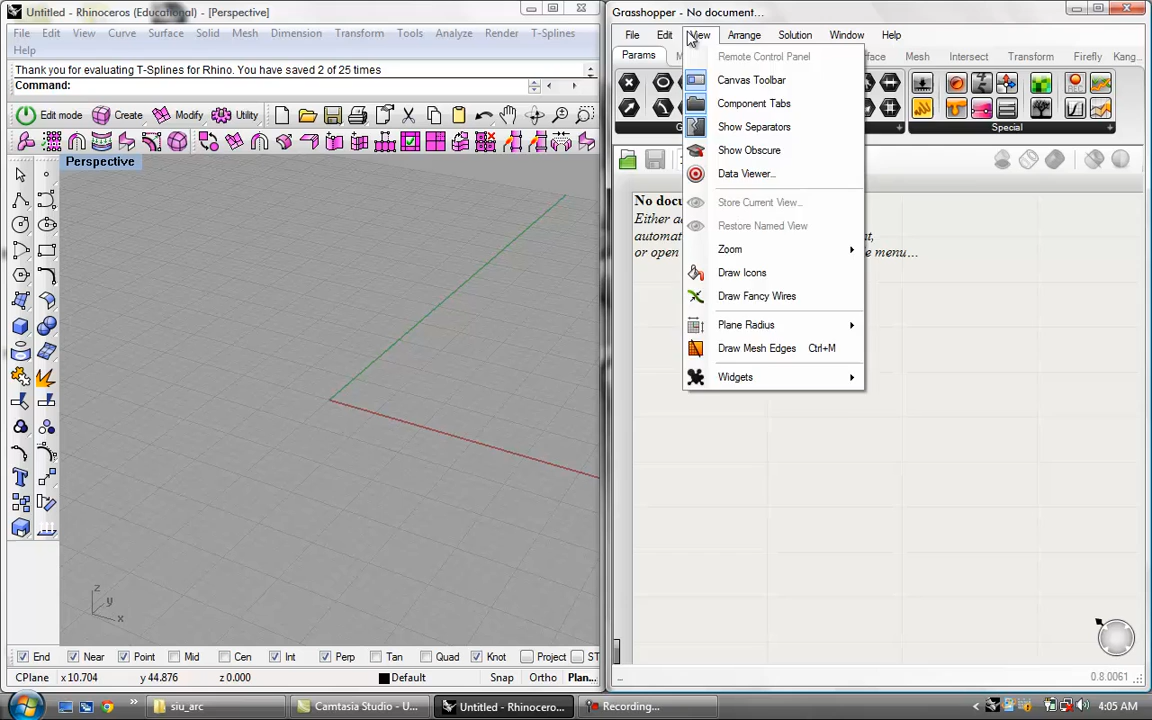 Untitled - Rhinoceros (Educational) - [Perspective]
File Edit View Curve Surface Solid Mesh Dimension Transform Tools Analyze Render T-Splines
Help
Thank you for evaluating T-Splines for Rhino. You have saved 2 of 25 times
Command:
Edit mode Create Modify Utility
Perspective
z
y
x
End Near Point Mid Cen Int Perp Tan Quad Knot Project ST
CPlane x 10.704 y 44.876 z 0.000 Default Snap Ortho Plan...
Grasshopper - No document...
File Edit View Arrange Solution Window Help
Params Mesh Intersect Firefly Kang
Special
Remote Control Panel
Canvas Toolbar
Component Tabs
Show Separators
Show Obscure
Data Viewer...
Store Current View...
Restore Named View
Zoom
Draw Icons
Draw Fancy Wires
Plane Radius
Draw Mesh Edges Ctrl+M
Widgets
No docu
Either a
automat nt,
or open e menu...
0.8.0061
siu_arc Camtasia Studio - U... Untitled - Rhinocero... Recording... 4:05 AM